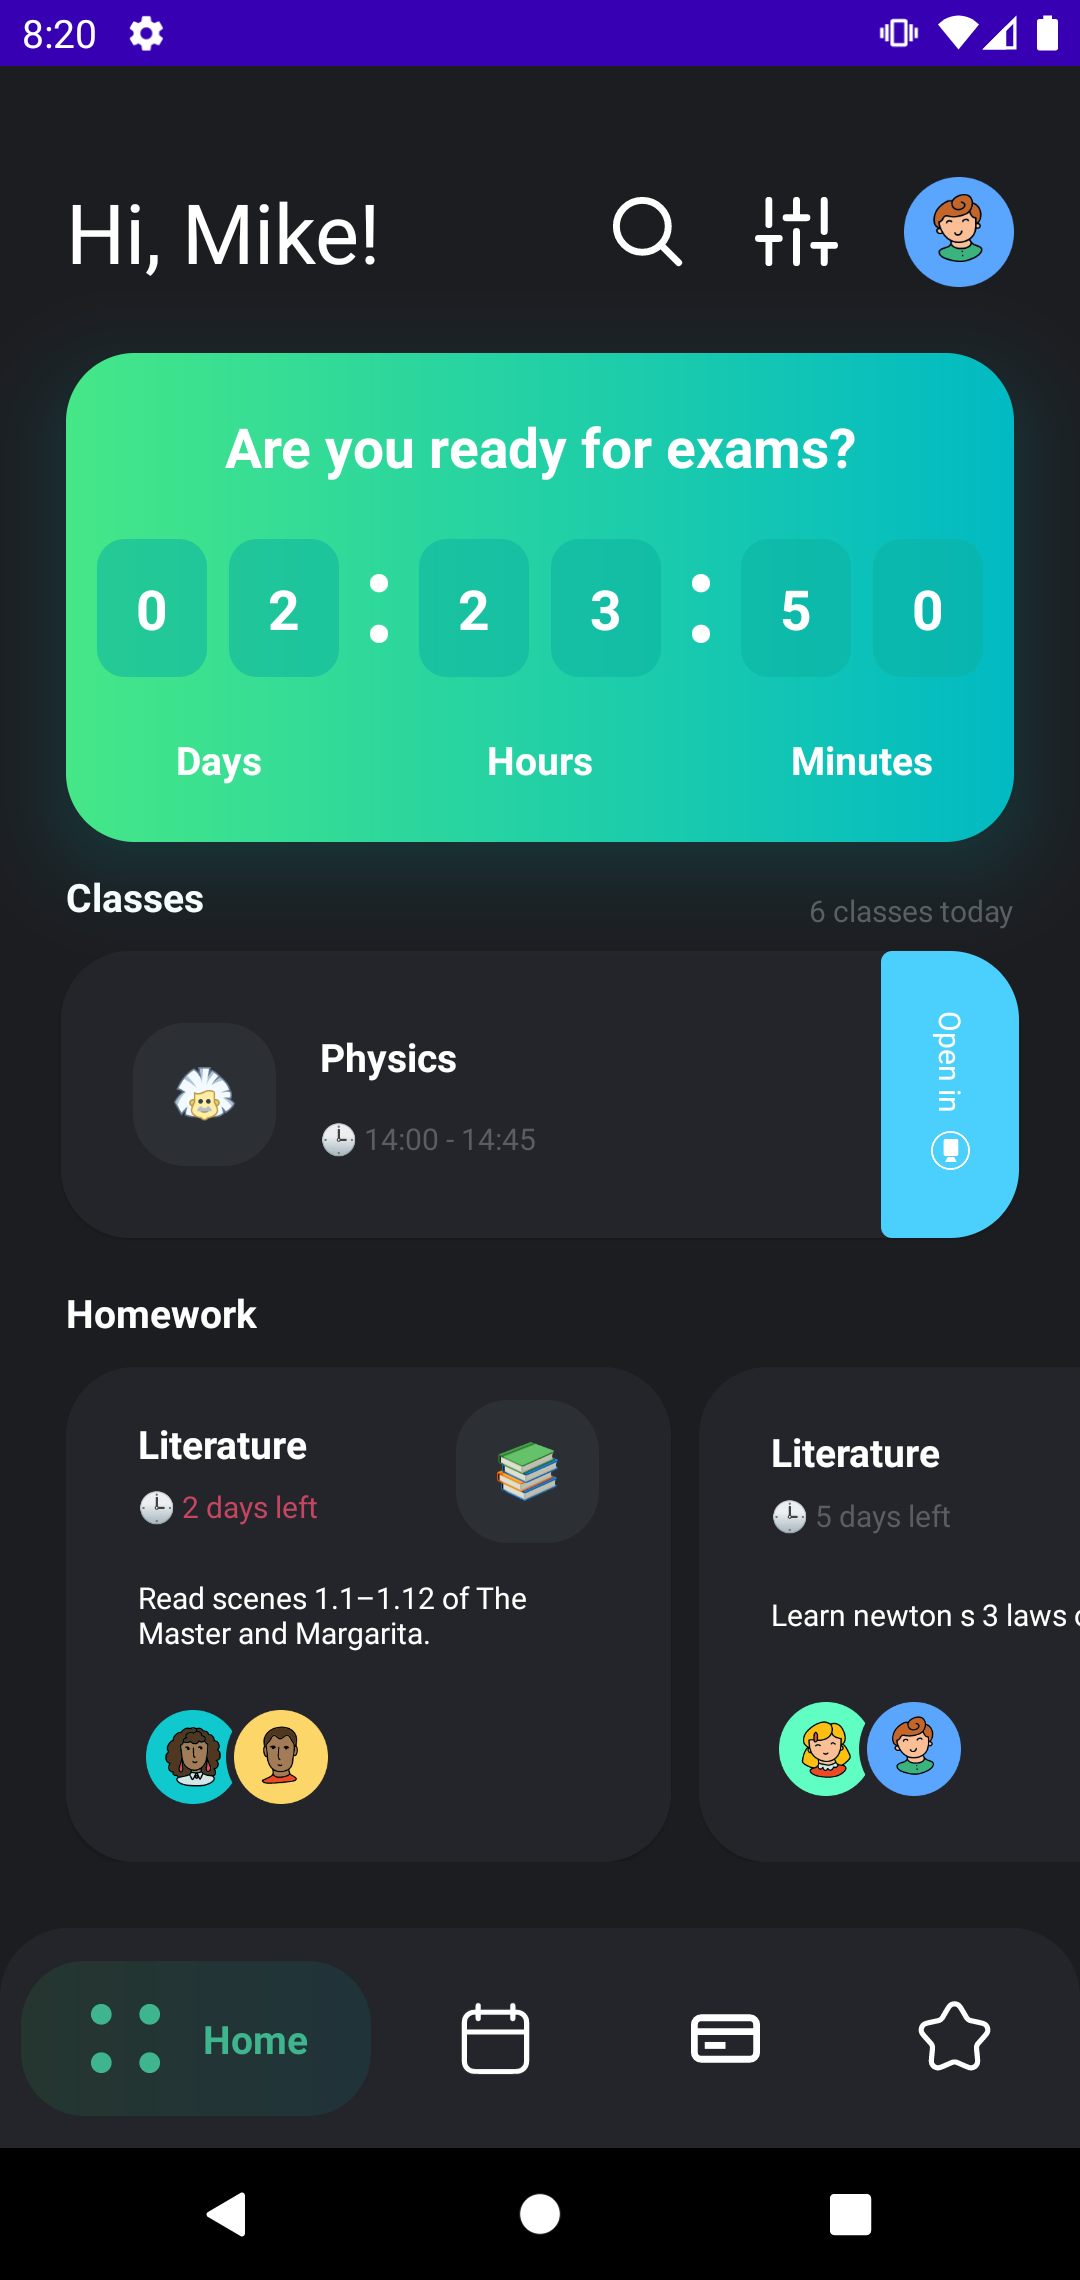 8:20
Hi, Mike!
Are you ready for exams?
0 2 : 2 3 : 5 0
Days Hours Minutes
Classes
6 classes today
Physics
14:00 - 14:45
Open in
Homework
Literature
2 days left
Read scenes 1.1–1.12 of The
Master and Margarita.
Literature
5 days left
Learn newton s 3 laws
Home